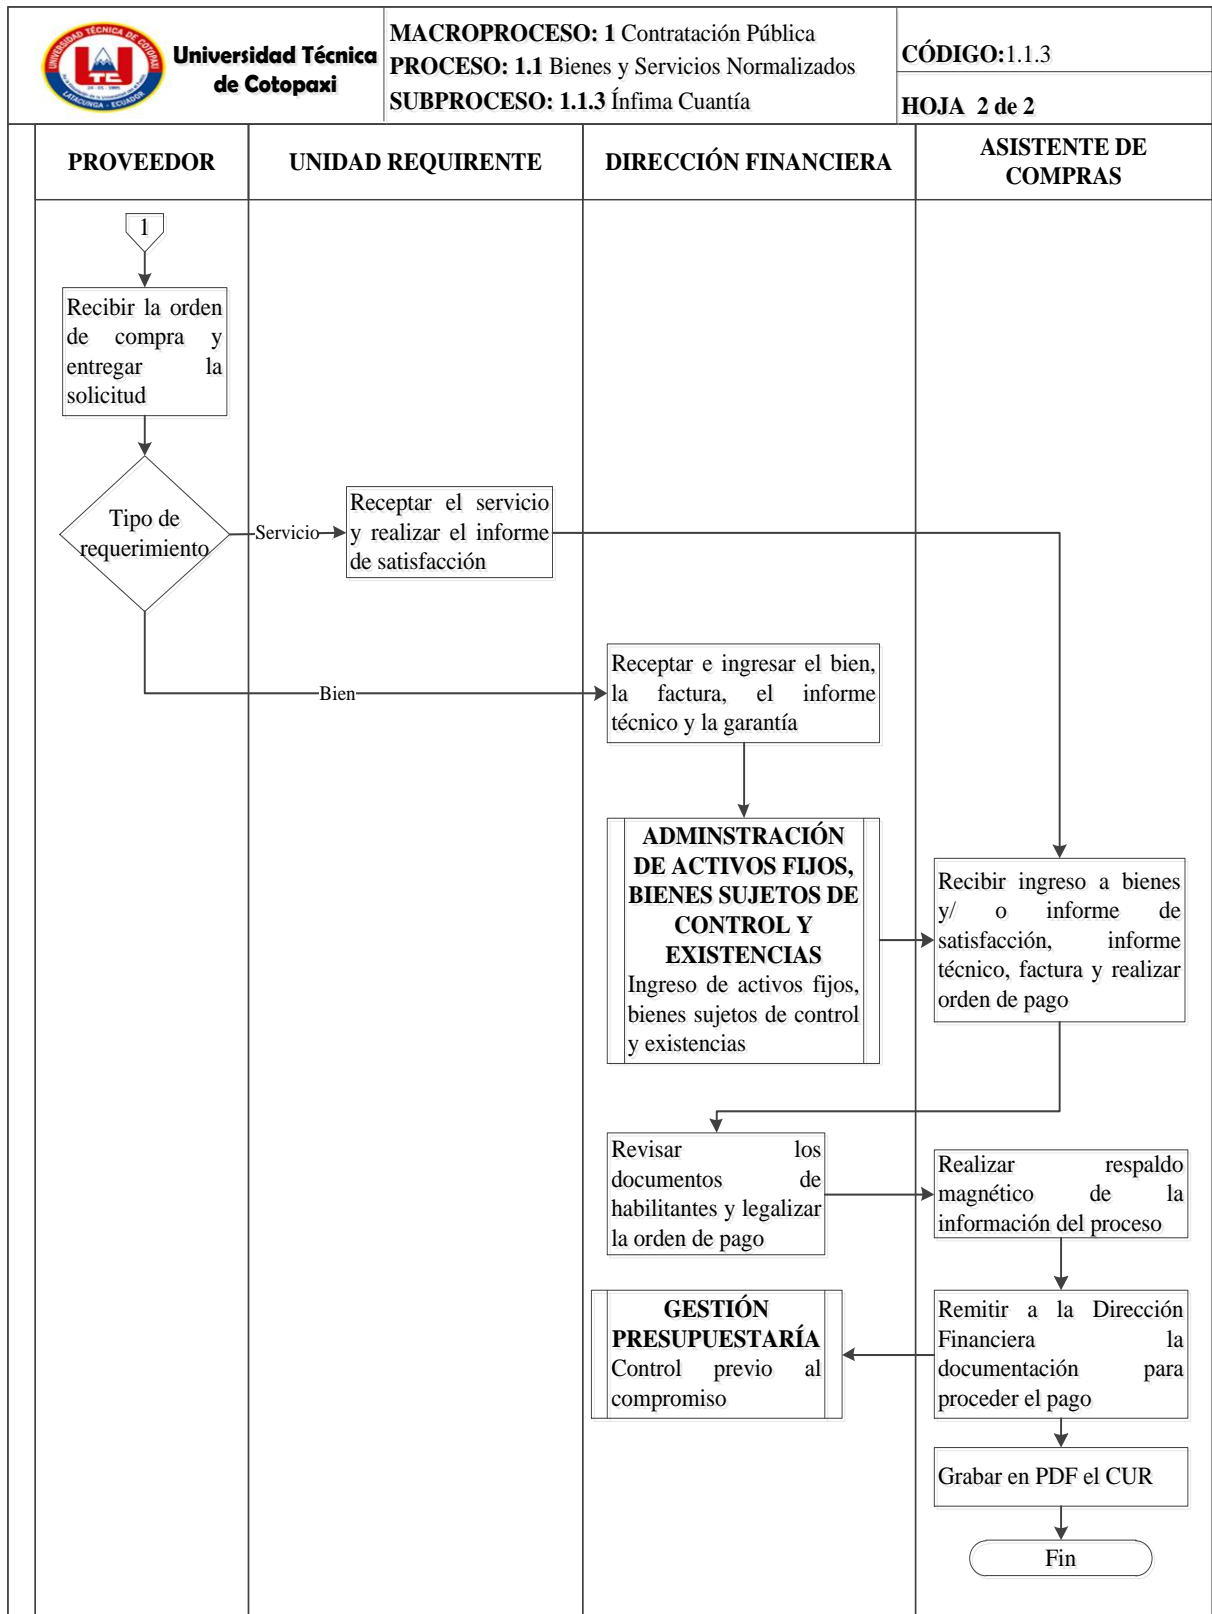 UNIVERSIDAD TÉCNICA DE COTOPAXI
UTC
LATACUNGA - ECUADOR
Universidad Técnica
de Cotopaxi
MACROPROCESO: 1 Contratación Pública
PROCESO: 1.1 Bienes y Servicios Normalizados
SUBPROCESO: 1.1.3 Ínfima Cuantía
CÓDIGO:1.1.3
HOJA 2 de 2
PROVEEDOR
UNIDAD REQUIRENTE
DIRECCIÓN FINANCIERA
ASISTENTE DE
COMPRAS
1
Recibir la orden
de compra y
entregar la
solicitud
Tipo de
requerimiento
Servicio
Receptar el servicio
y realizar el informe
de satisfacción
Bien
Receptar e ingresar el bien,
la factura, el informe
técnico y la garantía
ADMINSTRACIÓN
DE ACTIVOS FIJOS,
BIENES SUJETOS DE
CONTROL Y
EXISTENCIAS
Ingreso de activos fijos,
bienes sujetos de control
y existencias
Recibir ingreso a bienes
y/ o informe de
satisfacción, informe
técnico, factura y realizar
orden de pago
Revisar los
documentos de
habilitantes y legalizar
la orden de pago
Realizar respaldo
magnético de la
información del proceso
GESTIÓN
PRESUPUESTARÍA
Control previo al
compromiso
Remitir a la Dirección
Financiera la
documentación para
proceder el pago
Grabar en PDF el CUR
Fin